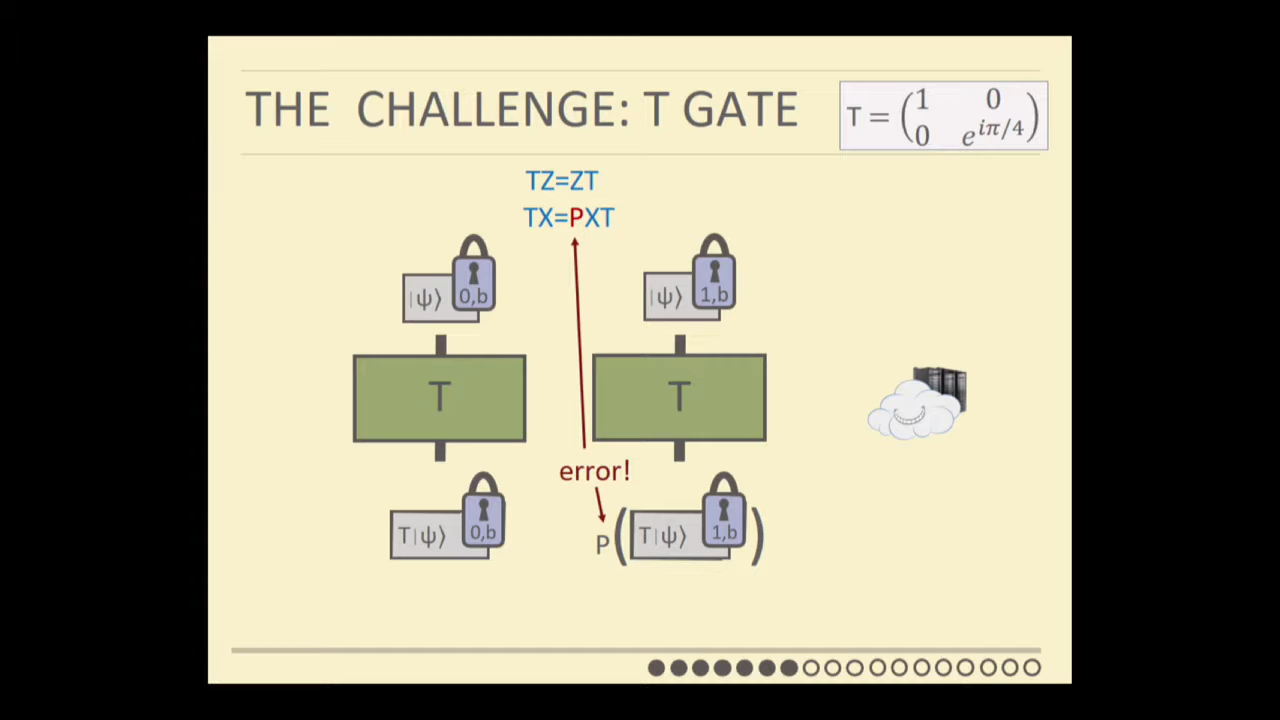 THE CHALLENGE: T GATE
T = (1 0
0 e^{iπ/4})
TZ=ZT
TX=PXT
|ψ⟩ 0,b
|ψ⟩ 1,b
T
T
error!
T|ψ⟩ 0,b
P(T|ψ⟩ 1,b)